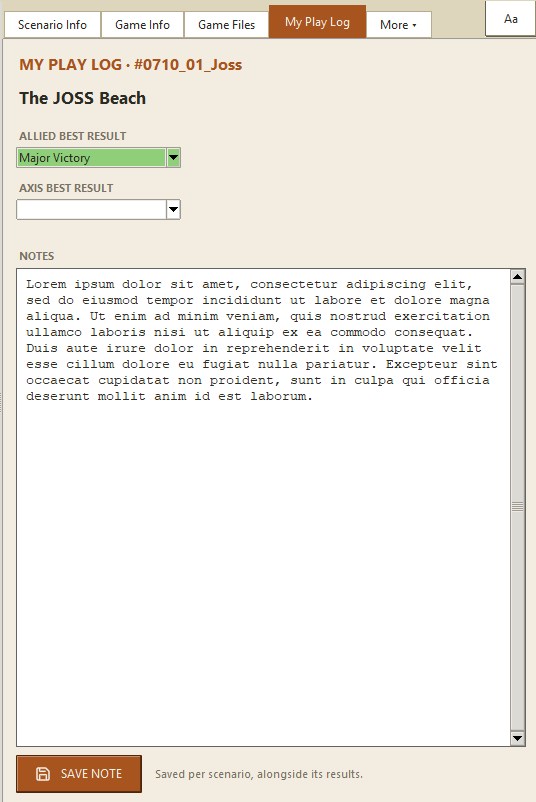 Scenario Info Game Info Game Files My Play Log More ▾ Aa
MY PLAY LOG · #0710_01_Joss
The JOSS Beach
ALLIED BEST RESULT
Major Victory
AXIS BEST RESULT
NOTES
Lorem ipsum dolor sit amet, consectetur adipiscing elit,
sed do eiusmod tempor incididunt ut labore et dolore magna
aliqua. Ut enim ad minim veniam, quis nostrud exercitation
ullamco laboris nisi ut aliquip ex ea commodo consequat.
Duis aute irure dolor in reprehenderit in voluptate velit
esse cillum dolore eu fugiat nulla pariatur. Excepteur sint
occaecat cupidatat non proident, sunt in culpa qui officia
deserunt mollit anim id est laborum.
SAVE NOTE Saved per scenario, alongside its results.